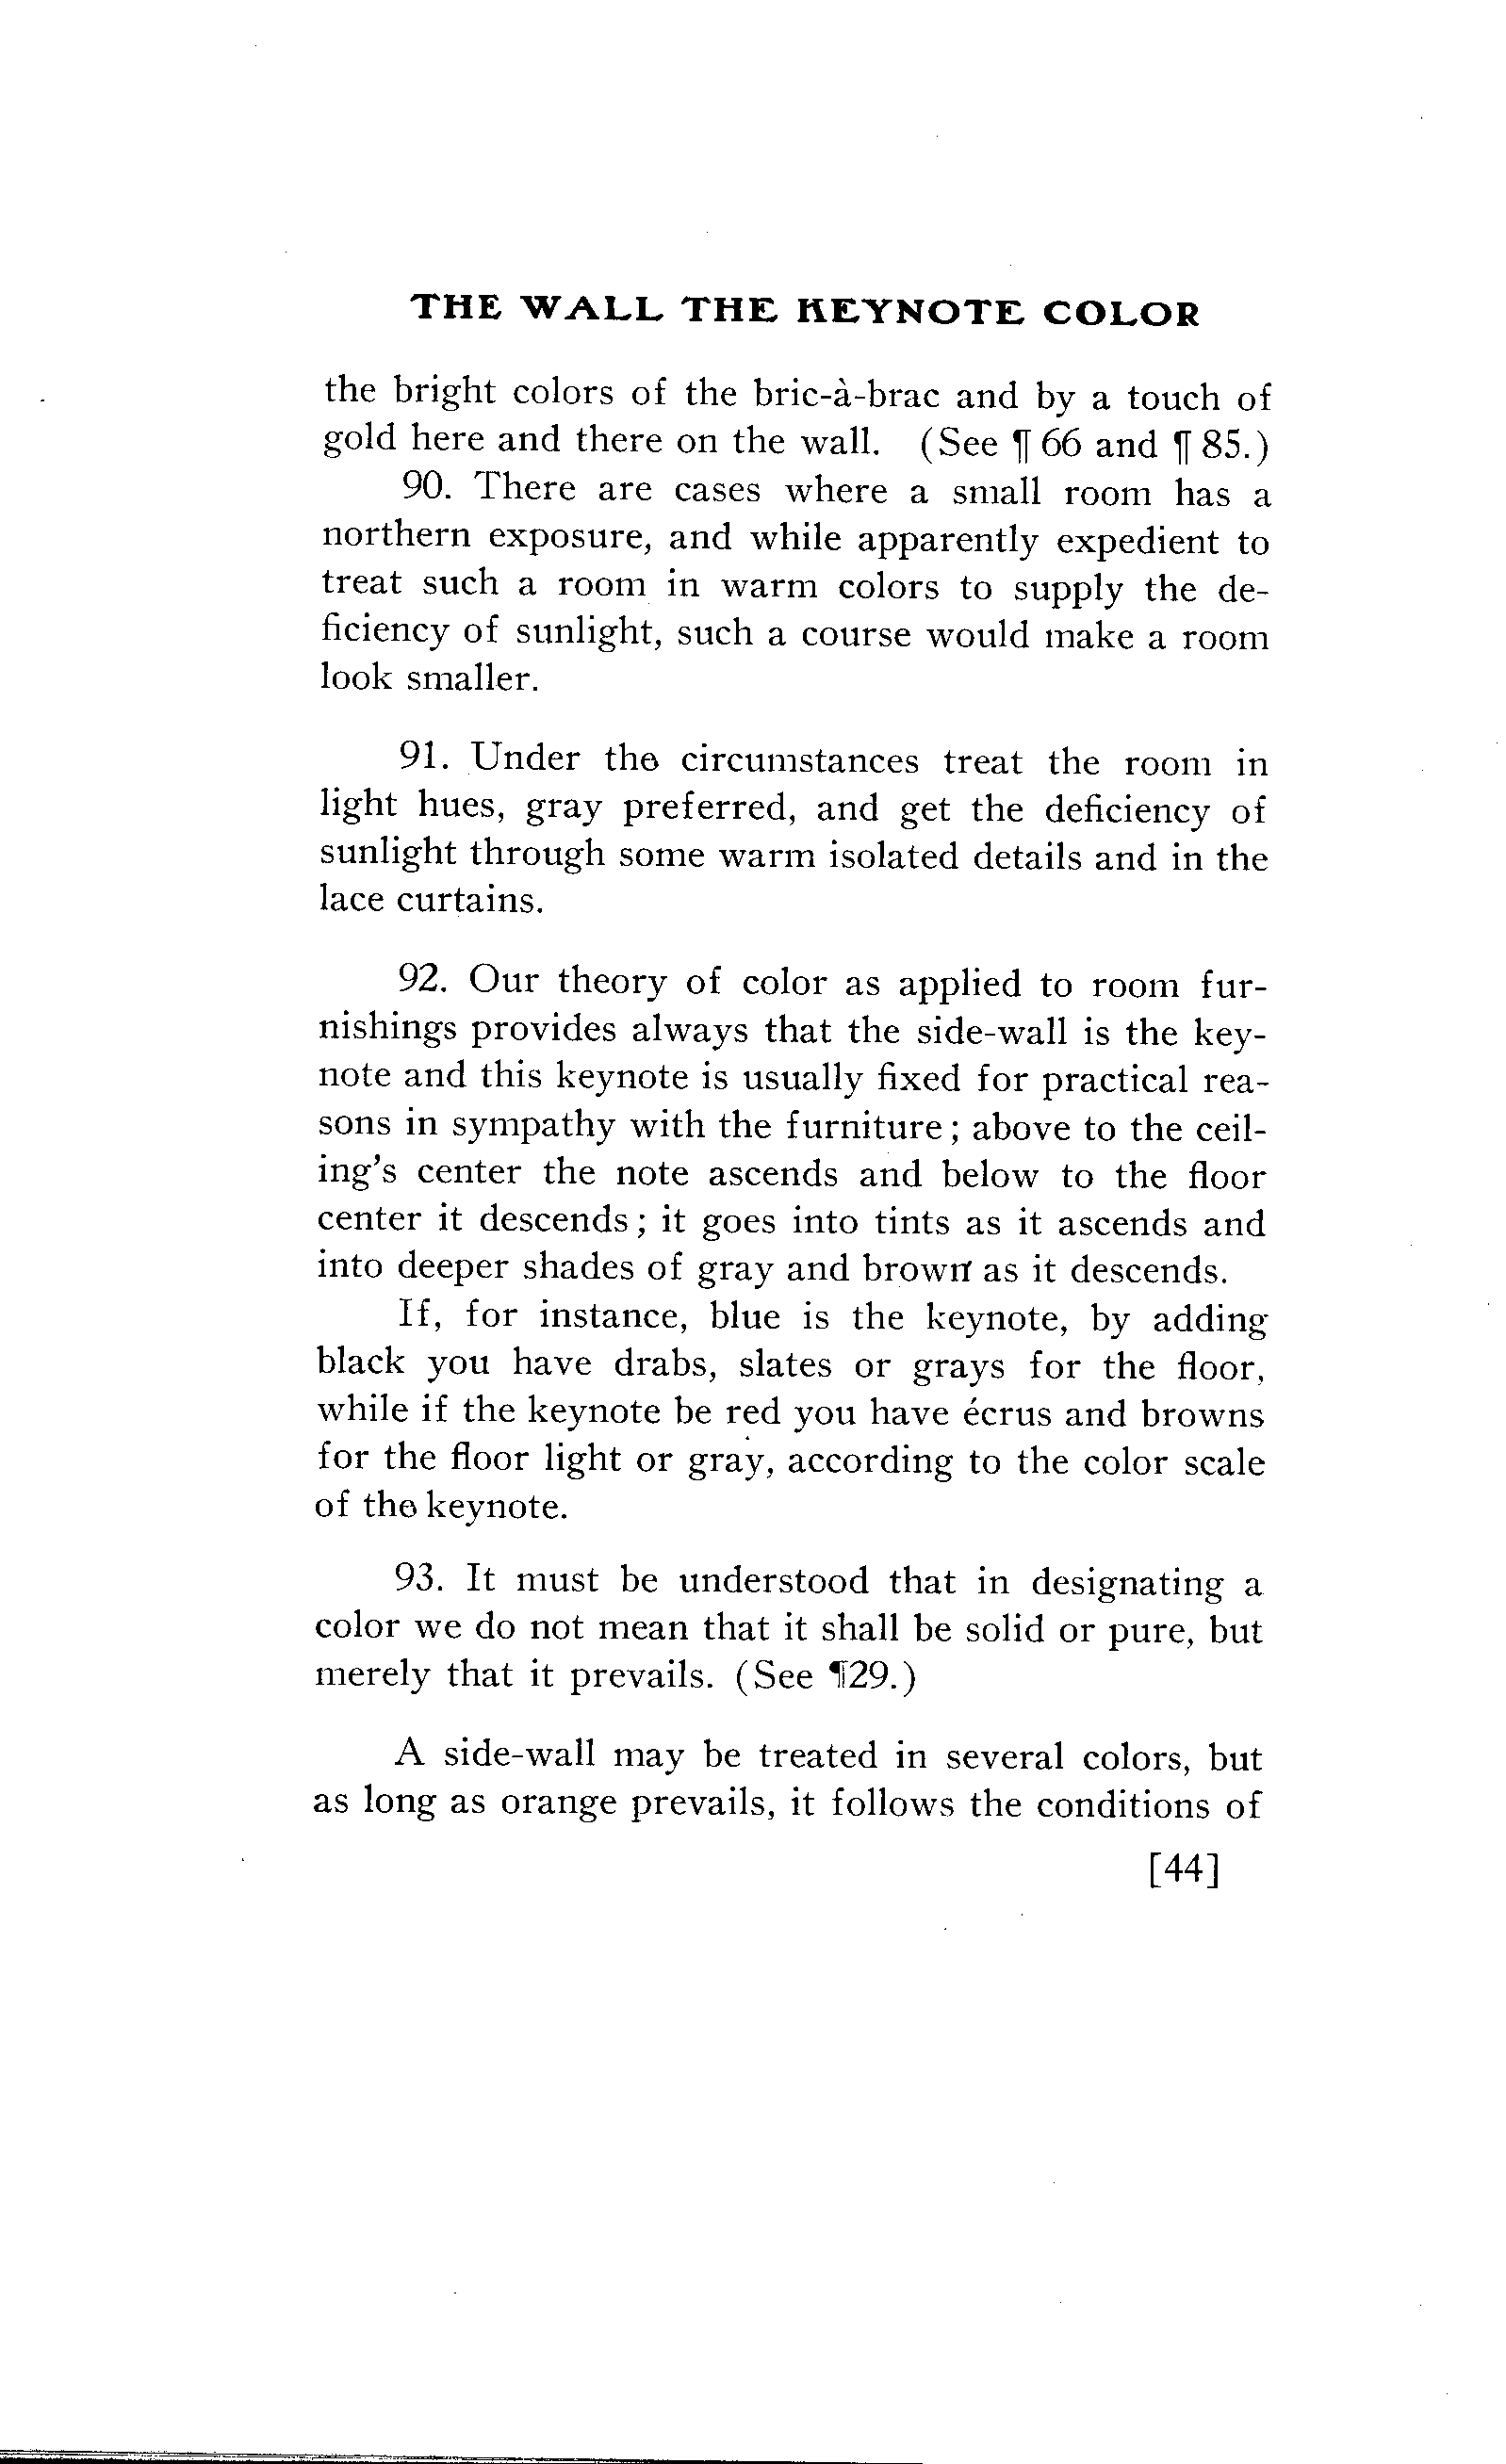 THE WALL THE KEYNOTE COLOR
the bright colors of the bric-à-brac and by a touch of
gold here and there on the wall. (See ¶ 66 and ¶ 85.)
90. There are cases where a small room has a
northern exposure, and while apparently expedient to
treat such a room in warm colors to supply the de-
ficiency of sunlight, such a course would make a room
look smaller.
91. Under the circumstances treat the room in
light hues, gray preferred, and get the deficiency of
sunlight through some warm isolated details and in the
lace curtains.
92. Our theory of color as applied to room fur-
nishings provides always that the side-wall is the key-
note and this keynote is usually fixed for practical rea-
sons in sympathy with the furniture; above to the ceil-
ing's center the note ascends and below to the floor
center it descends; it goes into tints as it ascends and
into deeper shades of gray and brown as it descends.
If, for instance, blue is the keynote, by adding
black you have drabs, slates or grays for the floor,
while if the keynote be red you have écrus and browns
for the floor light or gray, according to the color scale
of the keynote.
93. It must be understood that in designating a
color we do not mean that it shall be solid or pure, but
merely that it prevails. (See ¶29.)
A side-wall may be treated in several colors, but
as long as orange prevails, it follows the conditions of
[44]